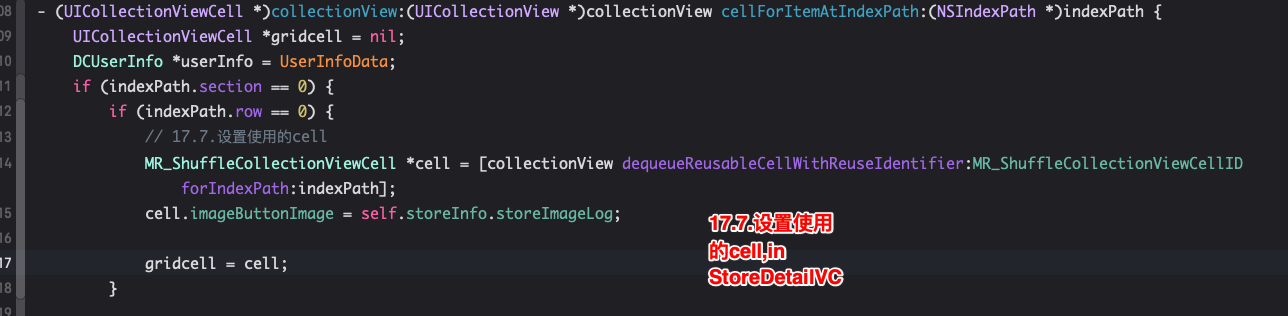 08 - (UICollectionViewCell *)collectionView:(UICollectionView *)collectionView cellForItemAtIndexPath:(NSIndexPath *)indexPath {
09 UICollectionViewCell *gridcell = nil;
10 DCUserInfo *userInfo = UserInfoData;
11 if (indexPath.section == 0) {
12 if (indexPath.row == 0) {
13 // 17.7.设置使用的cell
14 MR_ShuffleCollectionViewCell *cell = [collectionView dequeueReusableCellWithReuseIdentifier:MR_ShuffleCollectionViewCellID
forIndexPath:indexPath];
15 cell.imageButtonImage = self.storeInfo.storeImageLog;
16
17 gridcell = cell;
18 }
19
17.7.设置使用
的cell,in
StoreDetailVC